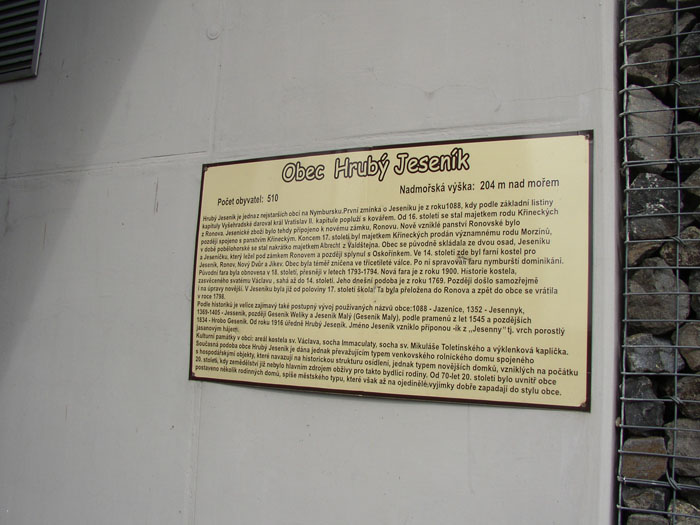 Obec Hrubý Jeseník
Počet obyvatel: 510
Nadmořská výška: 204 m nad mořem
Hrubý Jeseník je jednaz nejstarších obcí na Nymbursku.První zmínka o Jeseníku je z roku1088, kdy podle základní listiny
kapituly Vyšehradské daroval král Vratislav II. kapitule popluží s kovářem. Od 16. století se stal majetkem rodu Křineckých
z Ronova. Jesenické zboží bylo tehdy připojeno k novému zámku, Ronovu. Nově vzniklé panství Ronovské bylo
později spojeno s panstvím Křineckým. Koncem 17. století byl majetkem Křineckých prodán významnému rodu Morzinů,
v době pobělohorské se stal nakrátko majetkem Albrecht z Valdštejna. Obec se původně skládala ze dvou osad, Jeseníku
a Jeseníčku, který ležel pod zámkem Ronovem a později splynul s Oskořínkem. Ve 14. století zde byl farní kostel pro
Jeseník, Ronov, Nový Dvůr a Jíkev. Obec byla téměř zničena ve třicetileté válce. Po ní spravovali faru nymburští dominikáni.
Původní fara byla obnovena v 18. století, přesněji v letech 1793-1794. Nová fara je z roku 1900. Historie kostela,
zasvěceného svatému Václavu , sahá až do 14. století. Jeho dnešní podoba je z roku 1769. Později došlo samozřejmě
i na úpravy novější. V Jeseníku byla již od poloviny 17. století škola. Ta byla přeložena do Ronova a zpět do obce se vrátila
v roce 1798.
Podle historiků je velice zajímavý také postupný vývoj používaných názvů obce:1088 - Jazenice, 1352 - Jesennyk,
1369-1405 - Jessenik, později Geseník Weliky a Jeseník Malý (Geseník Maly), podle pramenů z let 1545 a pozdějších
1834 - Hrobo Geseník. Od roku 1916 úředně Hrubý Jeseník. Jméno Jeseník vzniklo příponou -ik z „Jesenny" tj. vrch porostlý
jasanovým hájem.
Kulturní památky v obci: areál kostela sv. Václava, socha Immaculaty, socha sv. Mikuláše Toletinského a výklenková kaplička.
Současná podoba obce Hrubý Jeseník je dána jednak převažujícím typem venkovského rolnického domu spojeného
s hospodářskými objekty, které navazují na historickou strukturu osídlení, jednak typem novějších domků, vzniklých na počátku
20. století, kdy zemědělství již nebylo hlavním zdrojem obživy pro takto bydlící rodiny. Od 70-let 20. století bylo uvnitř obce
postaveno několik rodinných domů, spíše městského typu, které však až na ojedinělé vyjímky dobře zapadají do stylu obce.